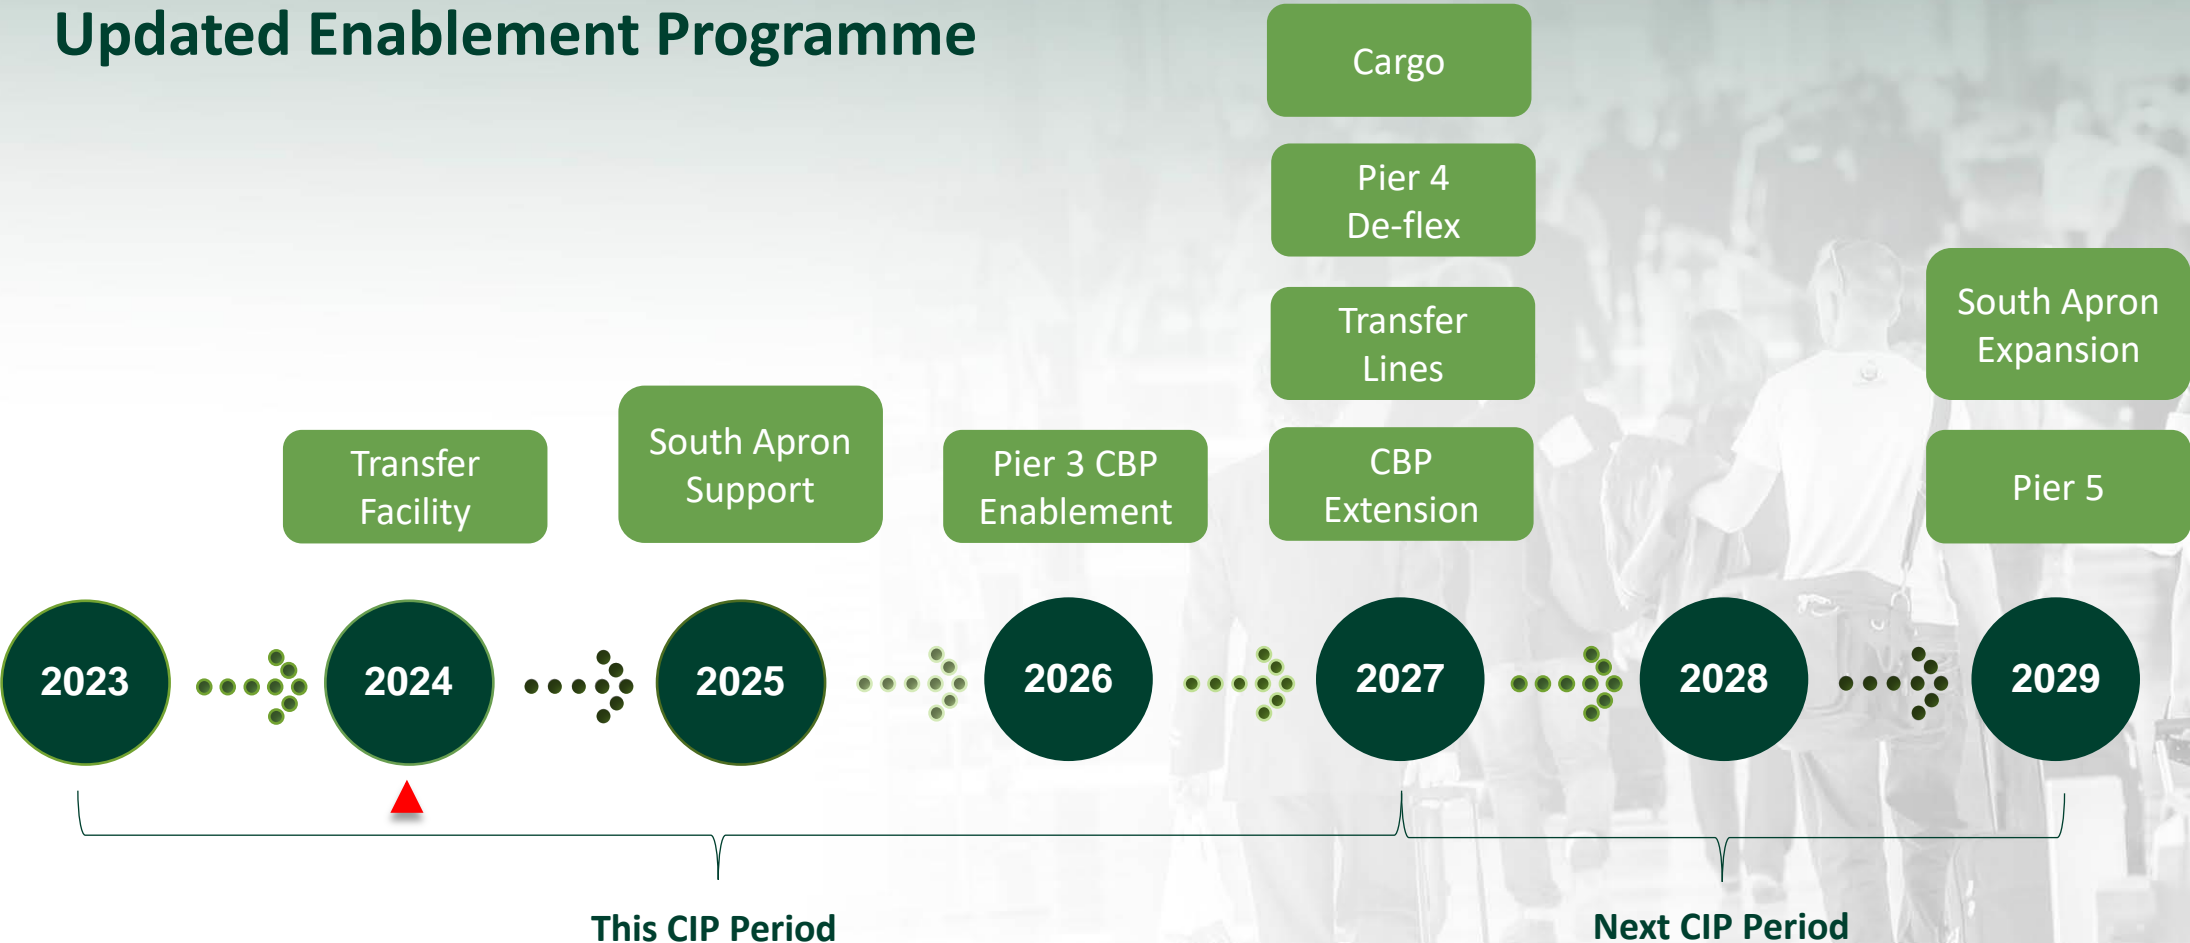 Updated Enablement Programme
Cargo
Pier 4
De-flex
Transfer
Lines
South Apron
Expansion
Transfer
Facility
South Apron
Support
Pier 3 CBP
Enablement
CBP
Extension
Pier 5
2023
2024
2025
2026
2027
2028
2029
This CIP Period
Next CIP Period